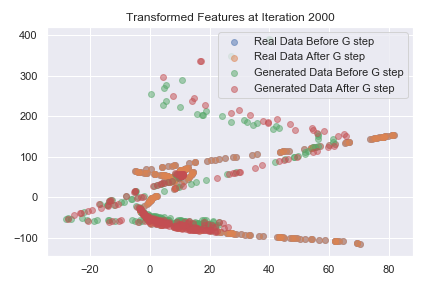 Transformed Features at Iteration 2000
400
300
200
100
0
−100
Real Data Before G step
Real Data After G step
Generated Data Before G step
Generated Data After G step
−20
0
20
40
60
80